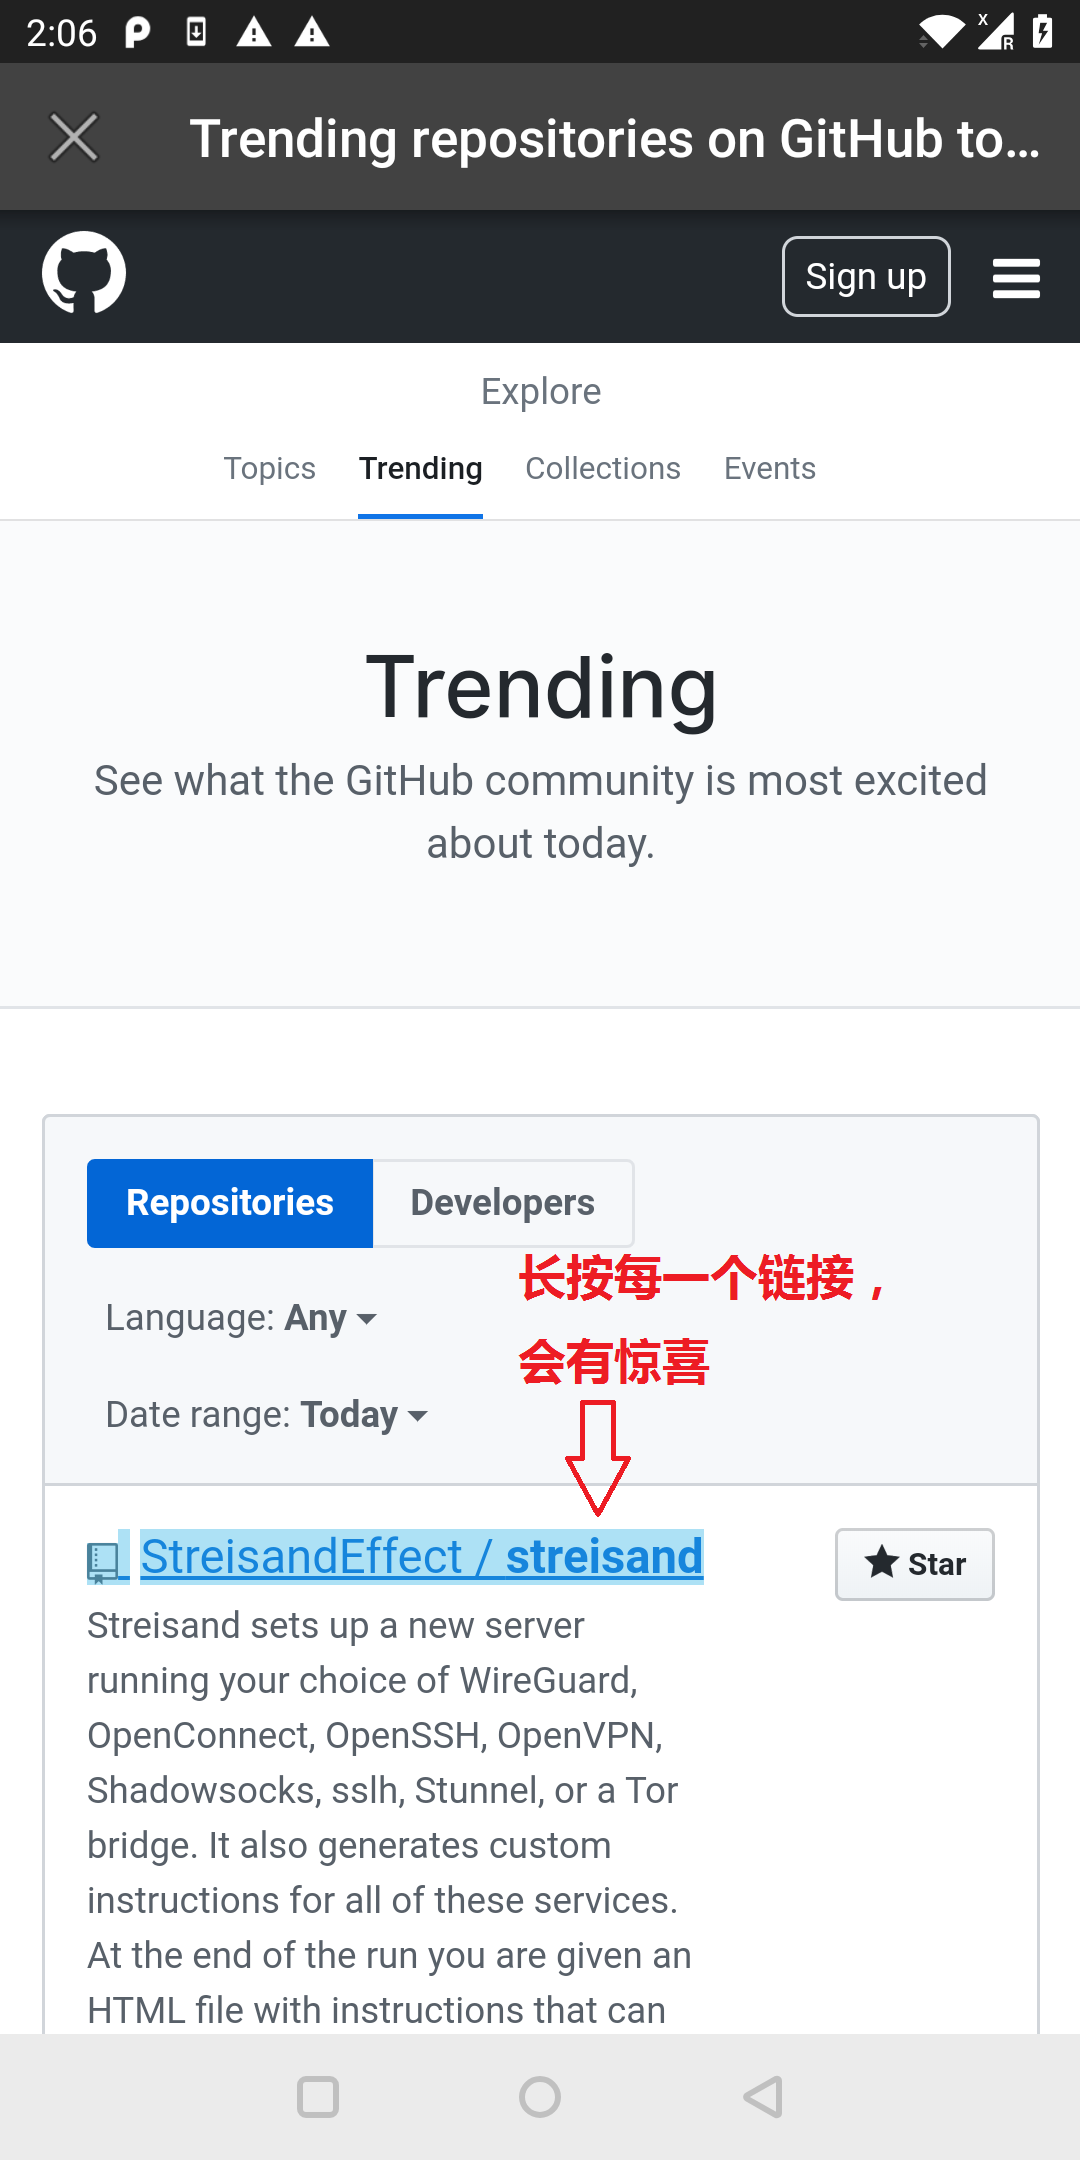 2:06
Trending repositories on GitHub to...
Sign up
Explore
Topics Trending Collections Events
Trending
See what the GitHub community is most excited
about today.
Repositories Developers
长按每一个链接，
会有惊喜
Language: Any
Date range: Today
StreisandEffect / streisand
Star
Streisand sets up a new server
running your choice of WireGuard,
OpenConnect, OpenSSH, OpenVPN,
Shadowsocks, sslh, Stunnel, or a Tor
bridge. It also generates custom
instructions for all of these services.
At the end of the run you are given an
HTML file with instructions that can